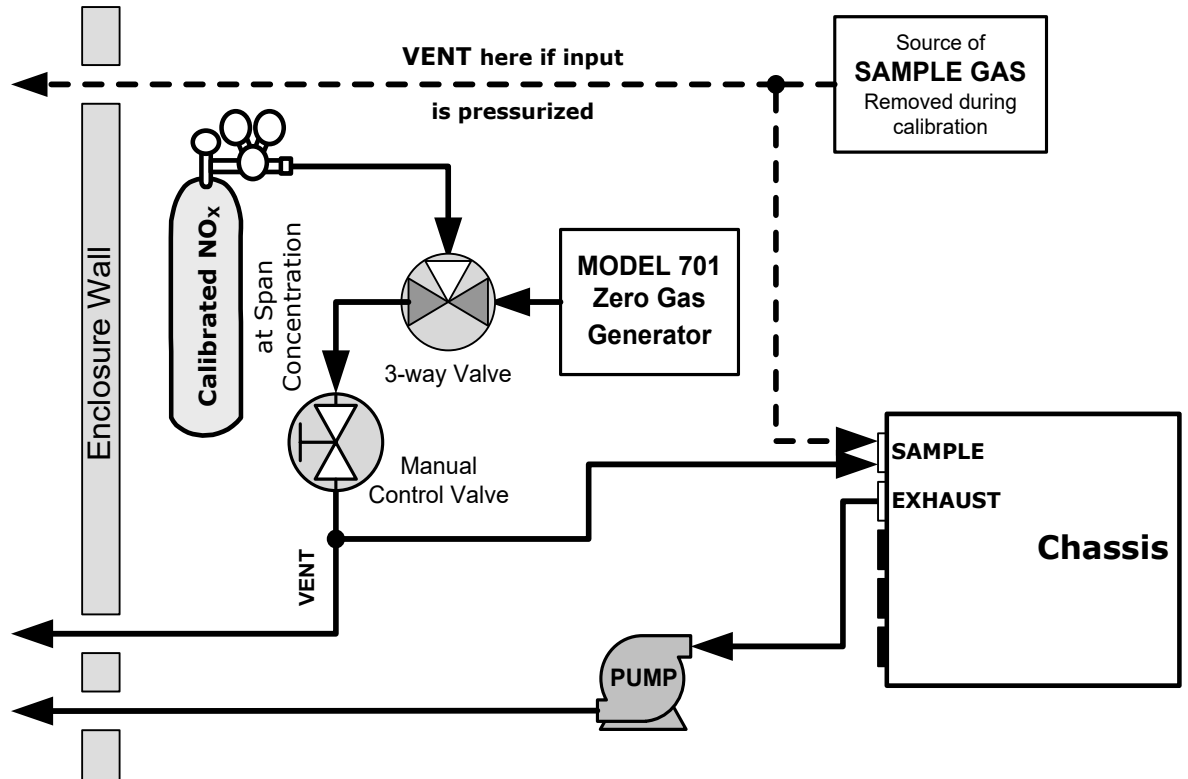 VENT here if input
is pressurized
Source of
SAMPLE GAS
Removed during
calibration
Enclosure Wall
Calibrated NOX
at Span
Concentration
3-way Valve
MODEL 701
Zero Gas
Generator
Manual
Control Valve
VENT
SAMPLE
EXHAUST
Chassis
PUMP